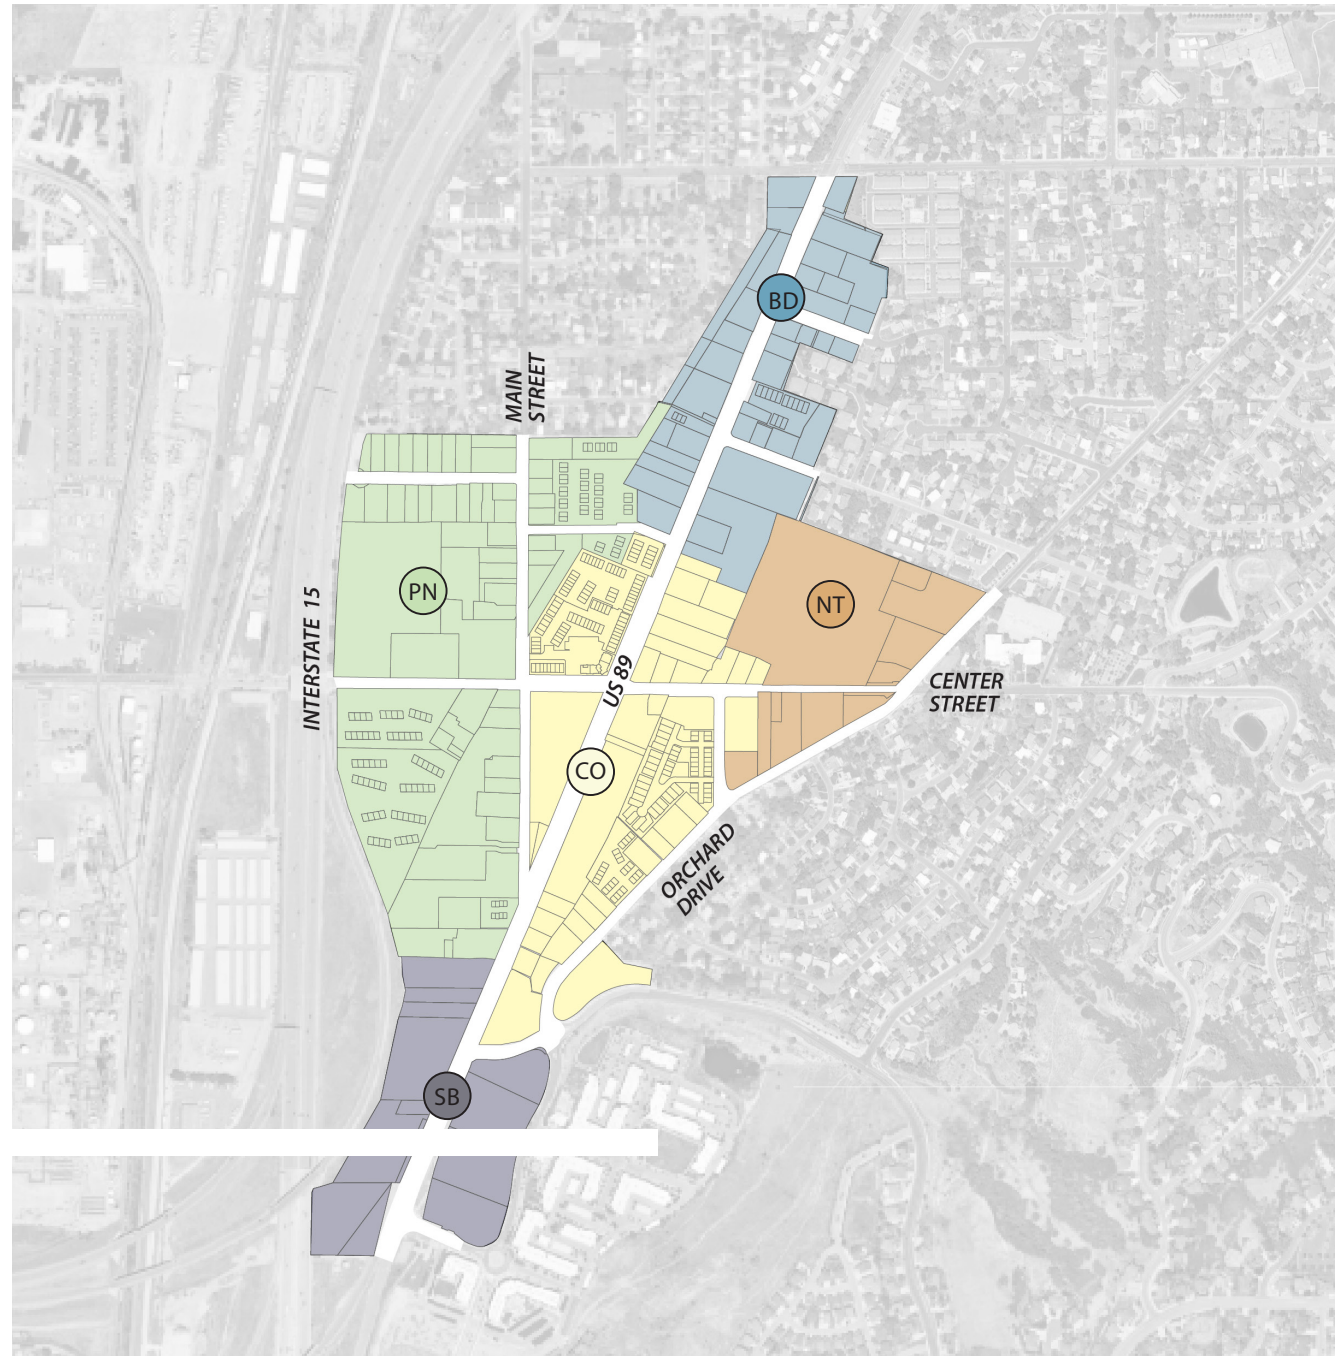 BD
MAIN
STREET
PN
NT
INTERSTATE 15
US 89
CENTER
STREET
CO
ORCHARD
DRIVE
SB